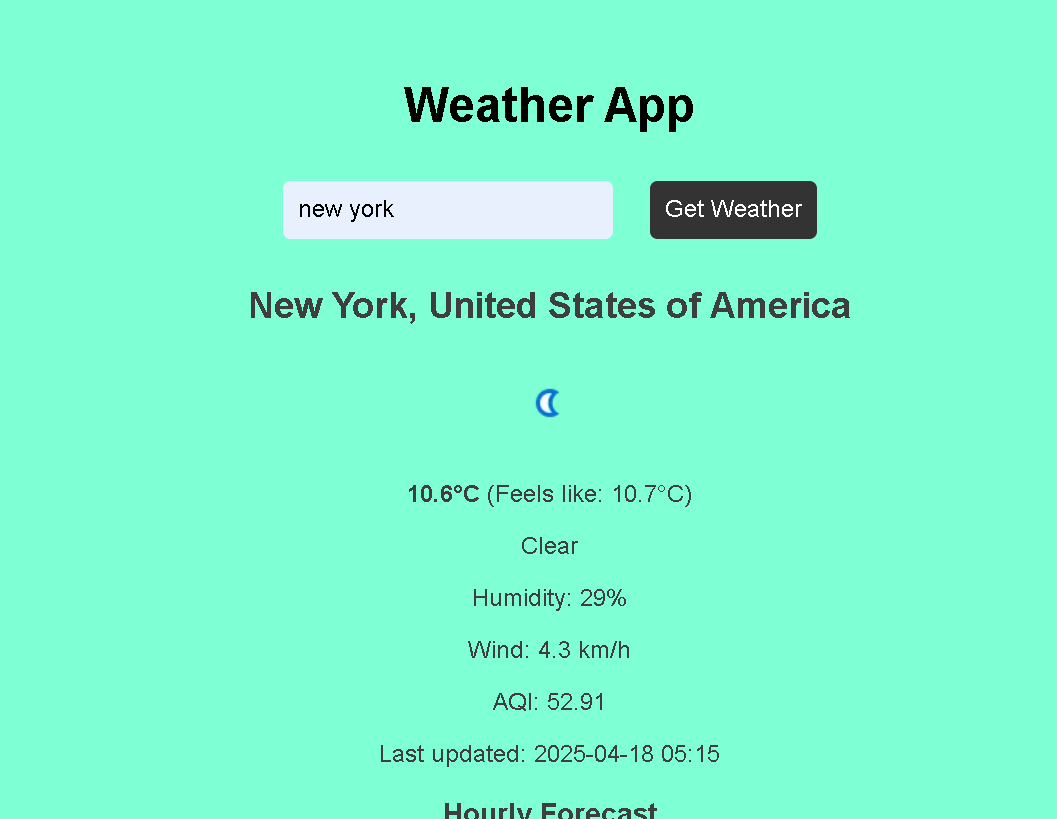 Weather App
new york
Get Weather
New York, United States of America
10.6°C (Feels like: 10.7°C)
Clear
Humidity: 29%
Wind: 4.3 km/h
AQI: 52.91
Last updated: 2025-04-18 05:15
Hourly Forecast